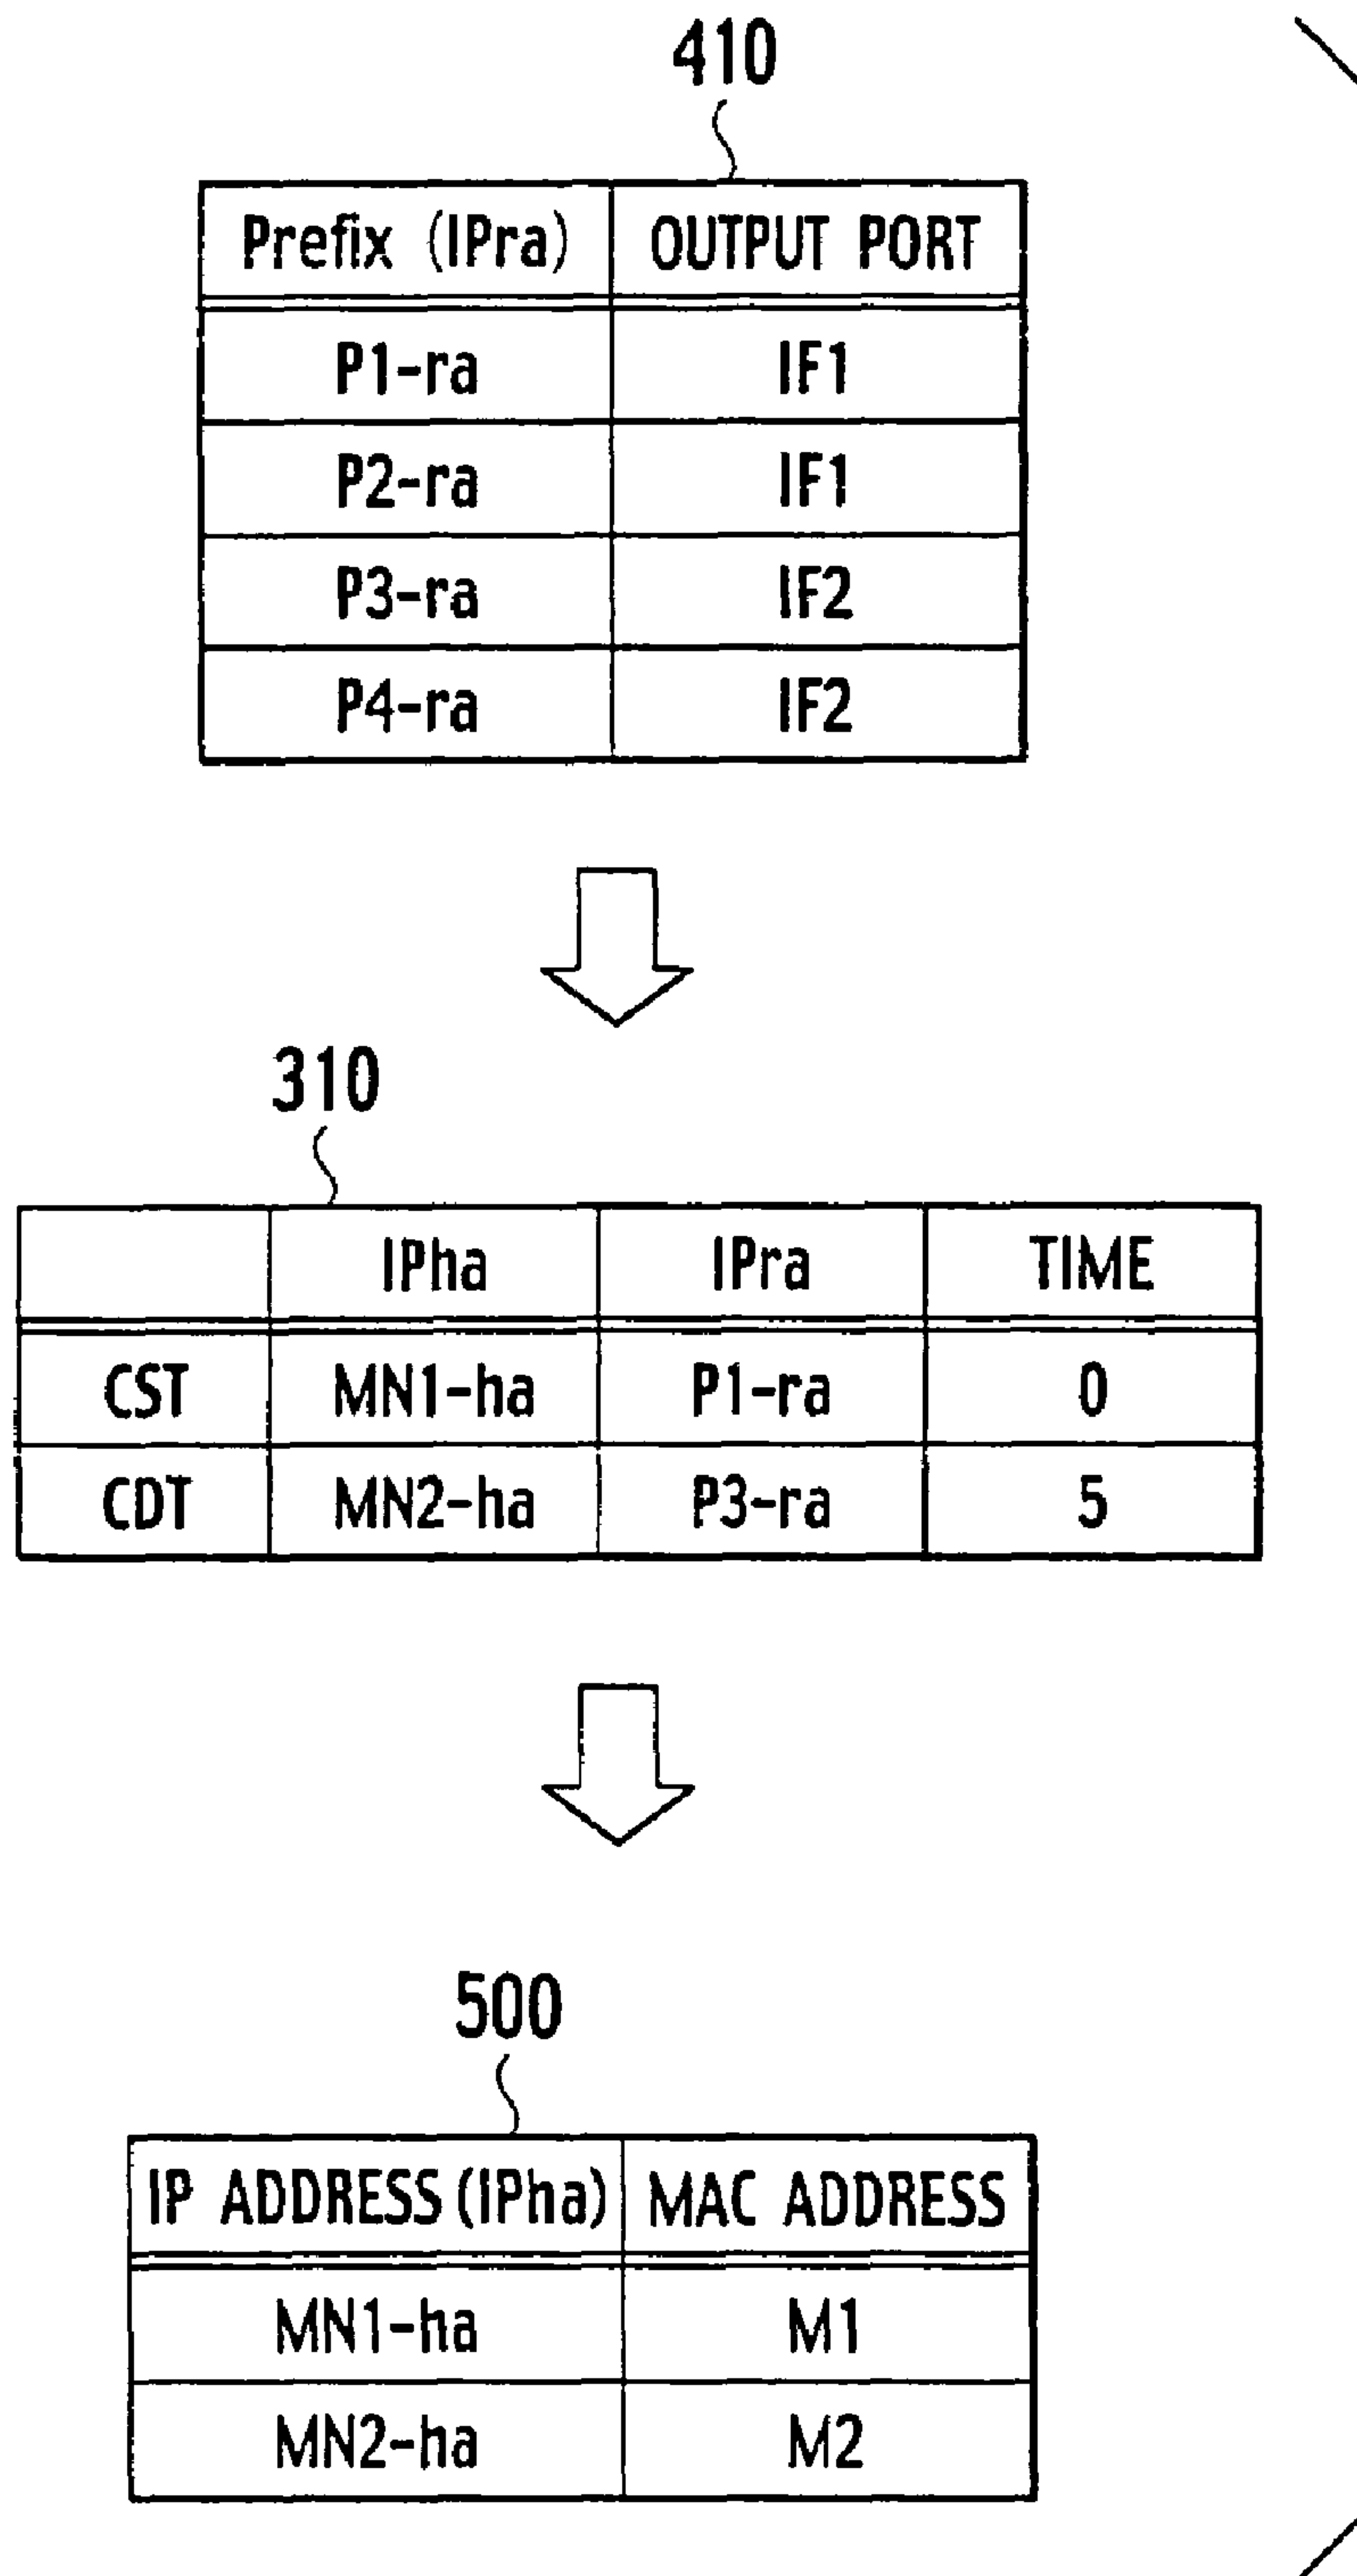 410
Prefix (IPra) OUTPUT PORT
P1-ra IF1
P2-ra IF1
P3-ra IF2
P4-ra IF2
310
IPha IPra TIME
CST MN1-ha P1-ra 0
CDT MN2-ha P3-ra 5
500
IP ADDRESS (IPha) MAC ADDRESS
MN1-ha M1
MN2-ha M2